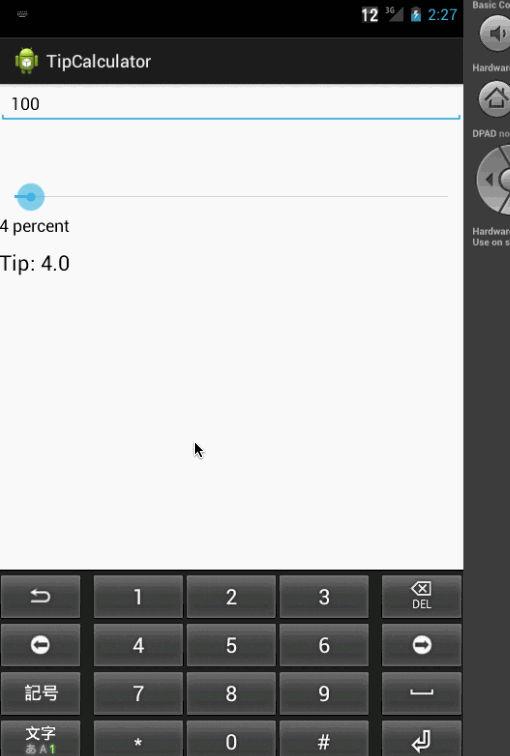 12 3G 2:27
TipCalculator
100
4 percent
Tip: 4.0
1 2 3 DEL
4 5 6
記号 7 8 9
文字 * 0 #
あ A 1
Basic Co
Hardwar
DPAD no
Hardwar
Use on s